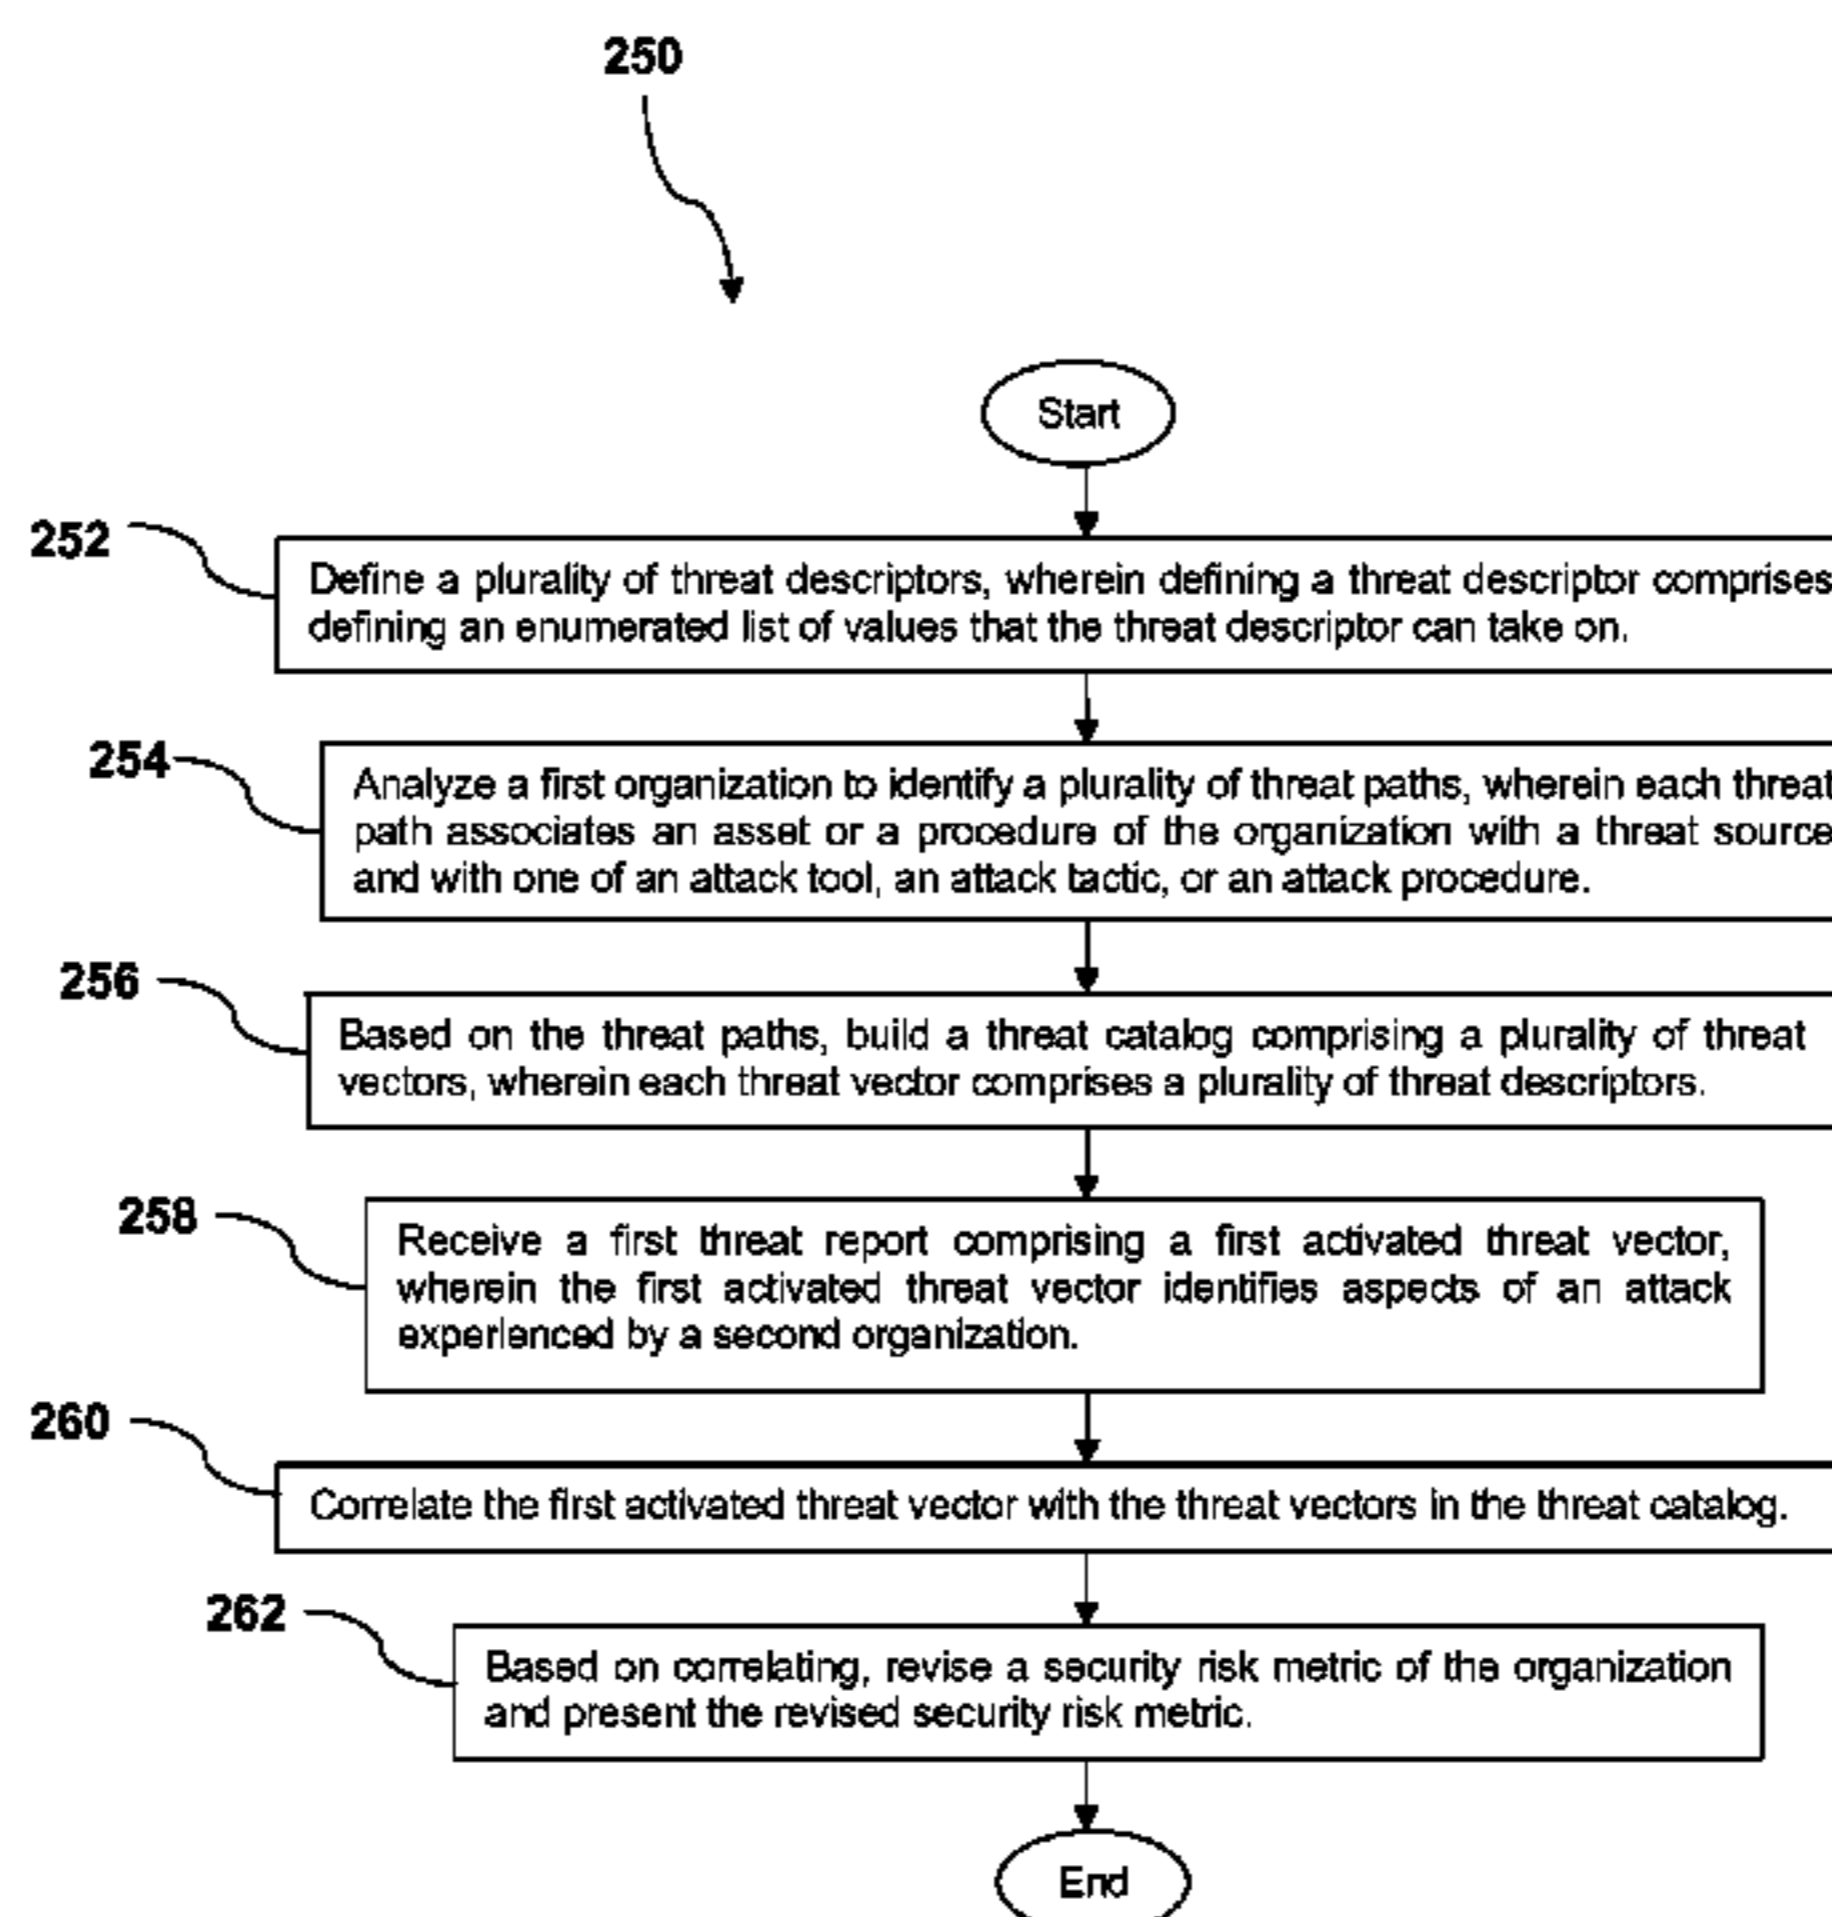 250
Start
252
Define a plurality of threat descriptors, wherein defining a threat descriptor comprises
defining an enumerated list of values that the threat descriptor can take on.
254
Analyze a first organization to identify a plurality of threat paths, wherein each threat
path associates an asset or a procedure of the organization with a threat source
and with one of an attack tool, an attack tactic, or an attack procedure.
256
Based on the threat paths, build a threat catalog comprising a plurality of threat
vectors, wherein each threat vector comprises a plurality of threat descriptors.
258
Receive a first threat report comprising a first activated threat vector,
wherein the first activated threat vector identifies aspects of an attack
experienced by a second organization.
260
Correlate the first activated threat vector with the threat vectors in the threat catalog.
262
Based on correlating, revise a security risk metric of the organization
and present the revised security risk metric.
End